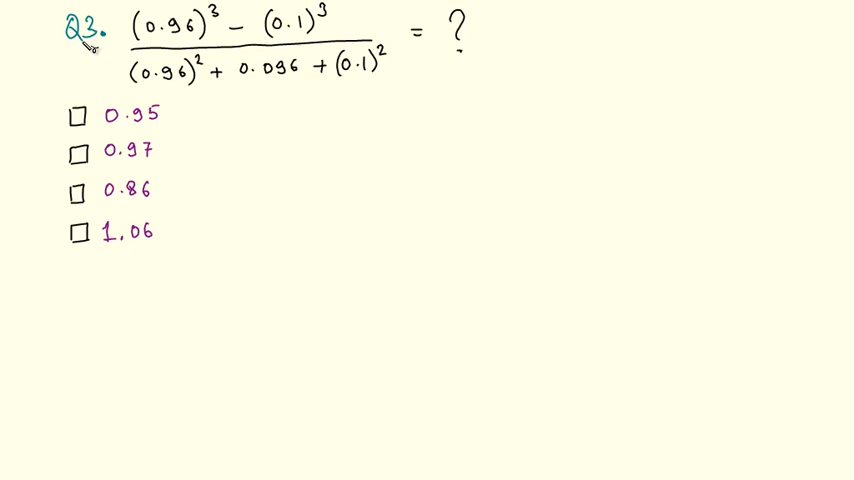 Q3. (0.96)³ - (0.1)³ = ?
(0.96)² + 0.096 + (0.1)²
0.95
0.97
0.86
1.06